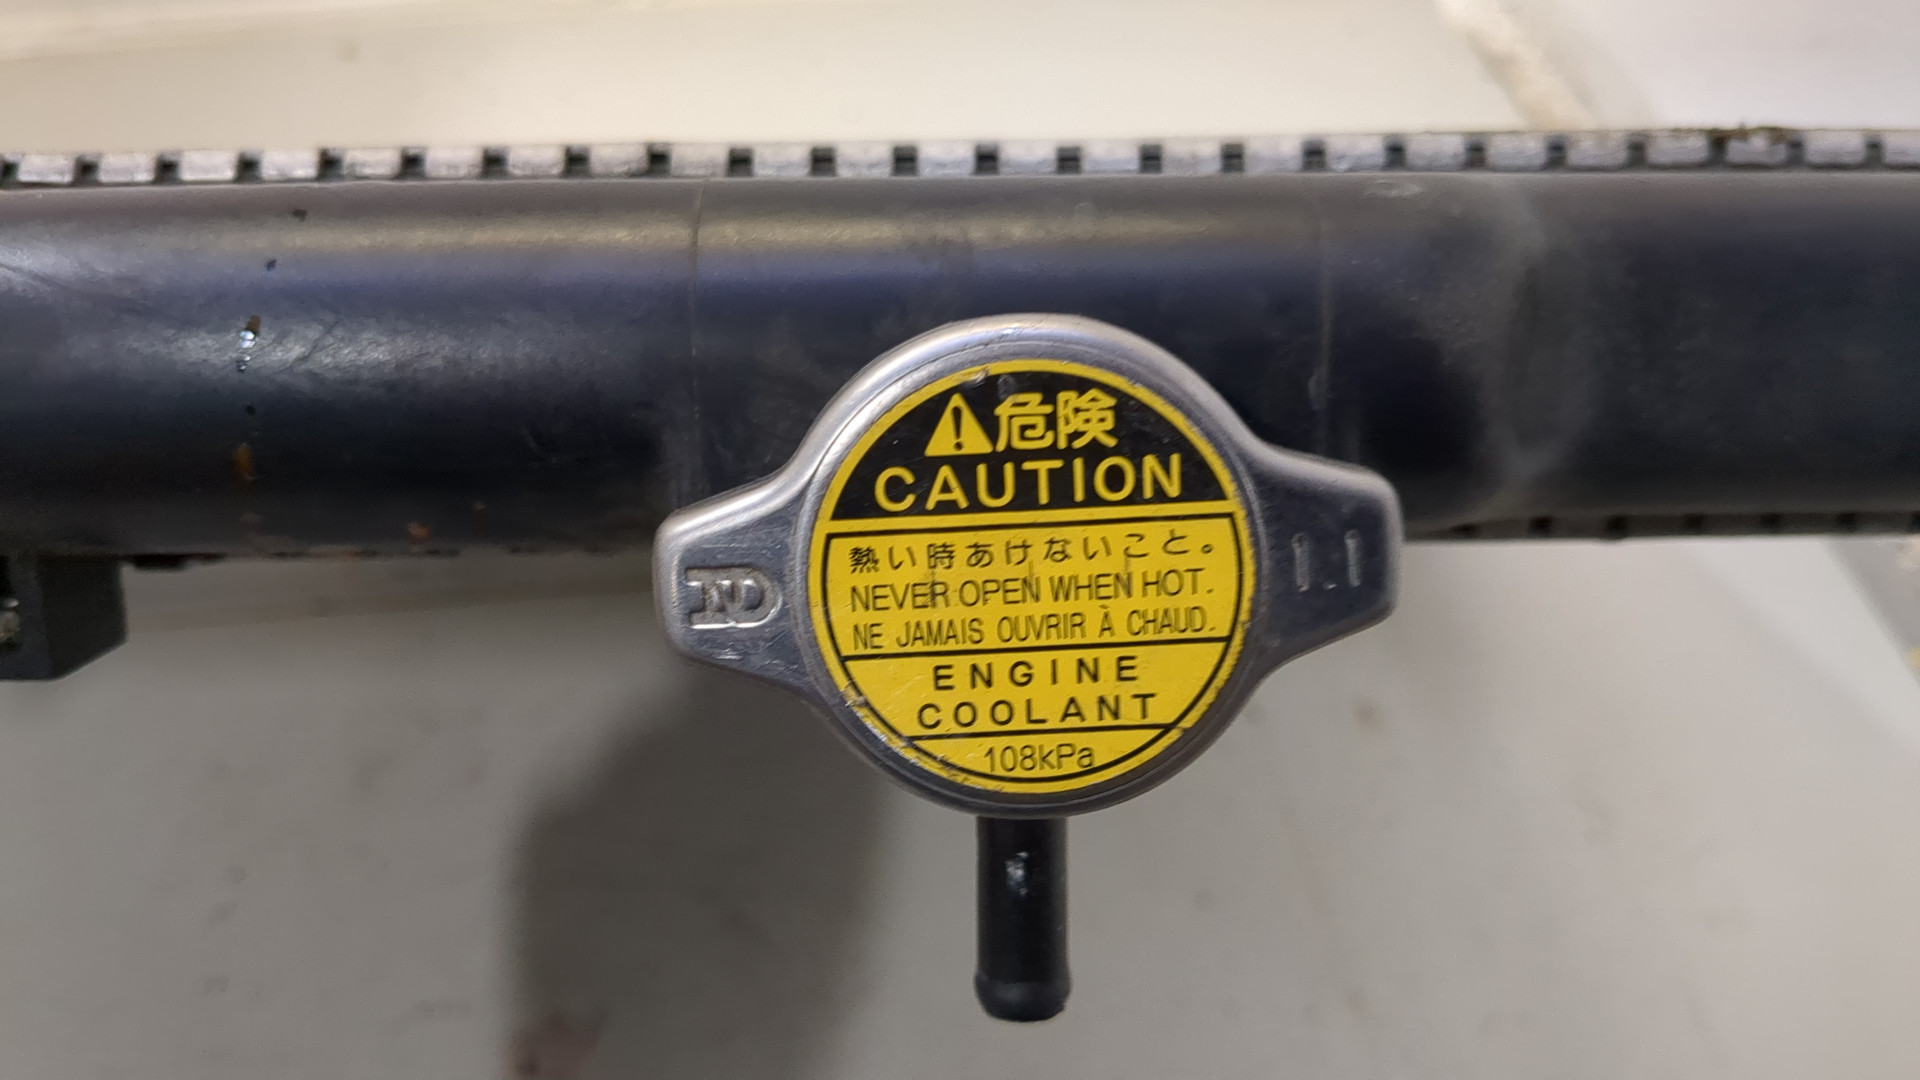 危険
CAUTION
熱い時あけないこと。
NEVER OPEN WHEN HOT.
NE JAMAIS OUVRIR À CHAUD.
ENGINE
COOLANT
108kPa
1.1